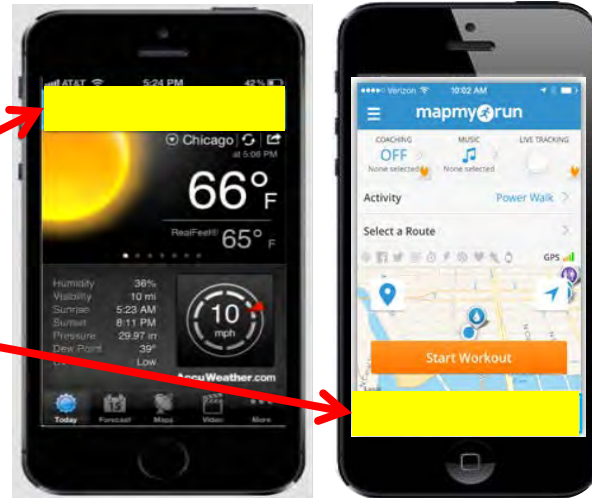 AT&T 5:24 PM 42%
Chicago
at 5:06 PM
66°F
RealFeel® 65°F
Humidity 36%
Visibility 10 mi
Sunrise 5:23 AM
Sunset 8:11 PM
Pressure 29.97 in
Dew Point 39°
Low
10
mph
AccuWeather.com
Today Forecast Maps Video More
Verizon 10:02 AM
mapmyrun
COACHING MUSIC LIVE TRACKING
OFF
None selected None selected
Activity Power Walk
Select a Route
GPS
Start Workout